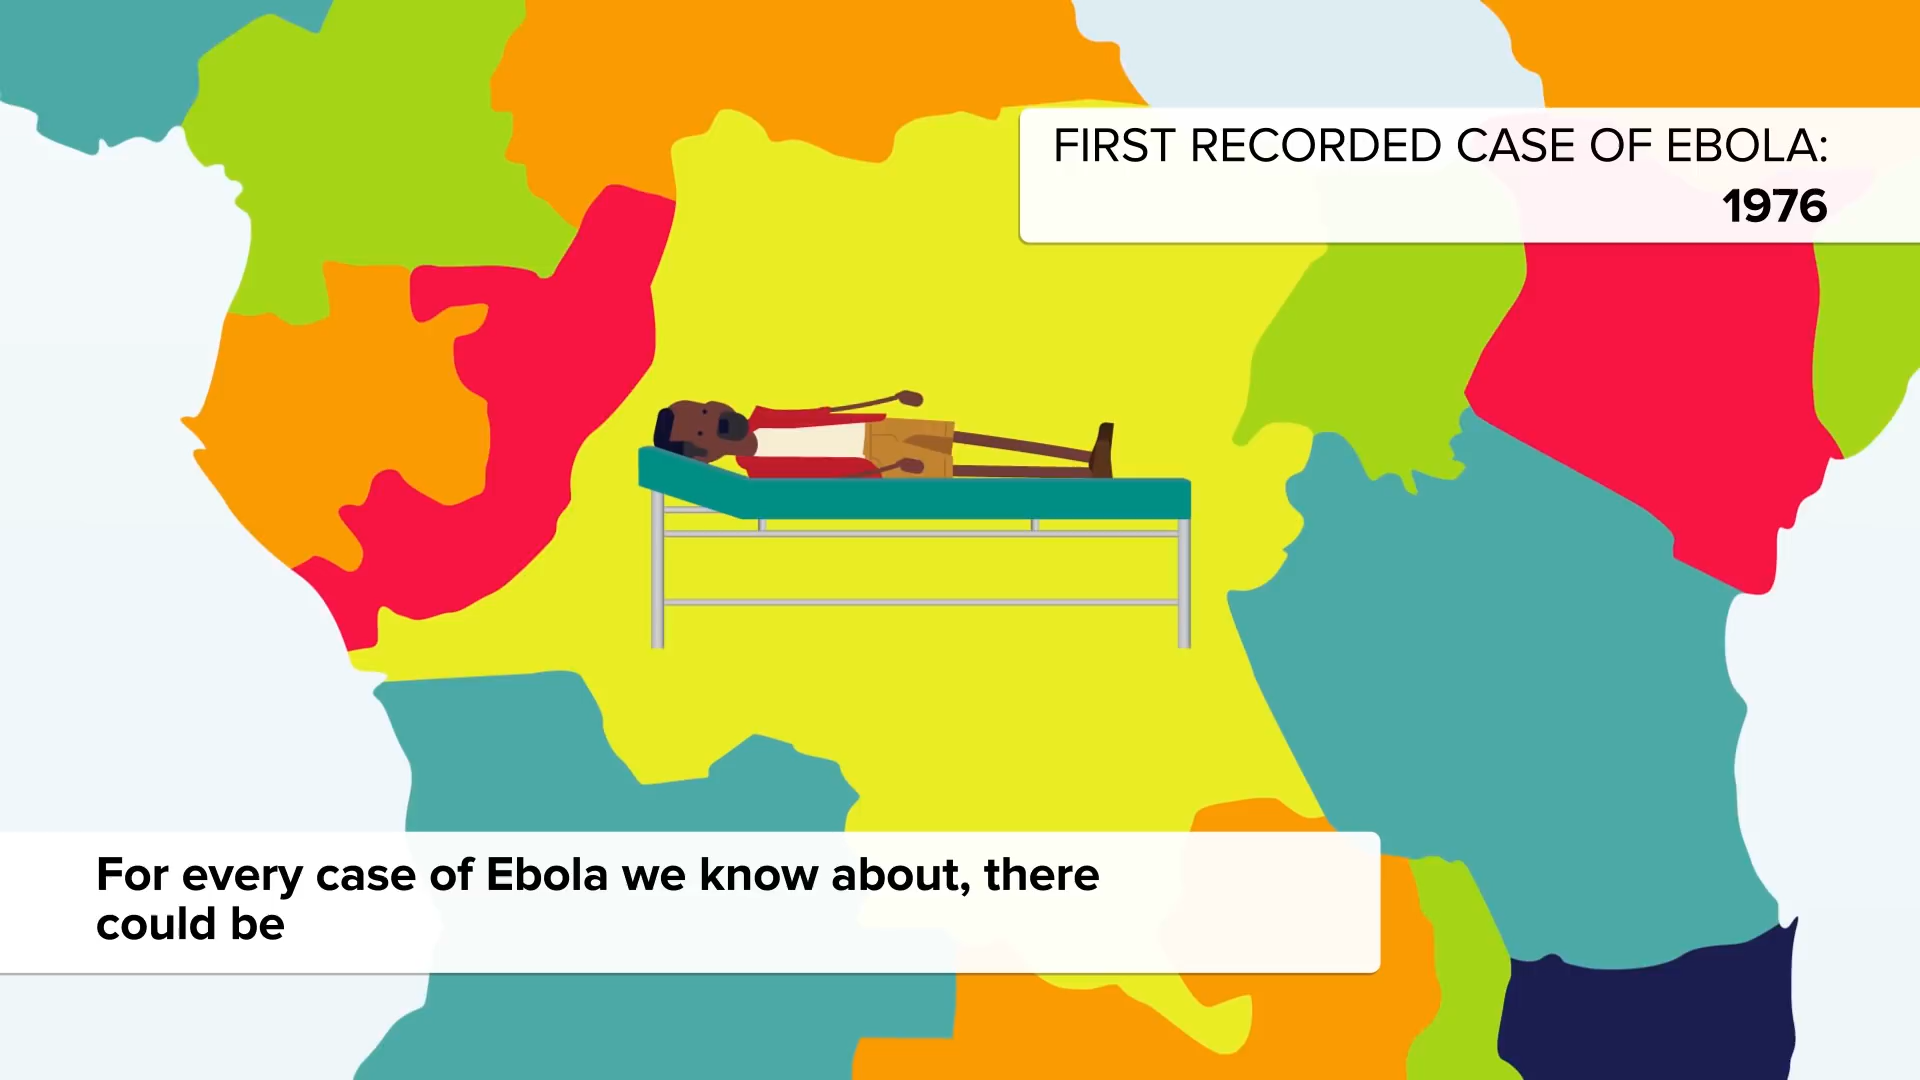 FIRST RECORDED CASE OF EBOLA:
1976
For every case of Ebola we know about, there
could be